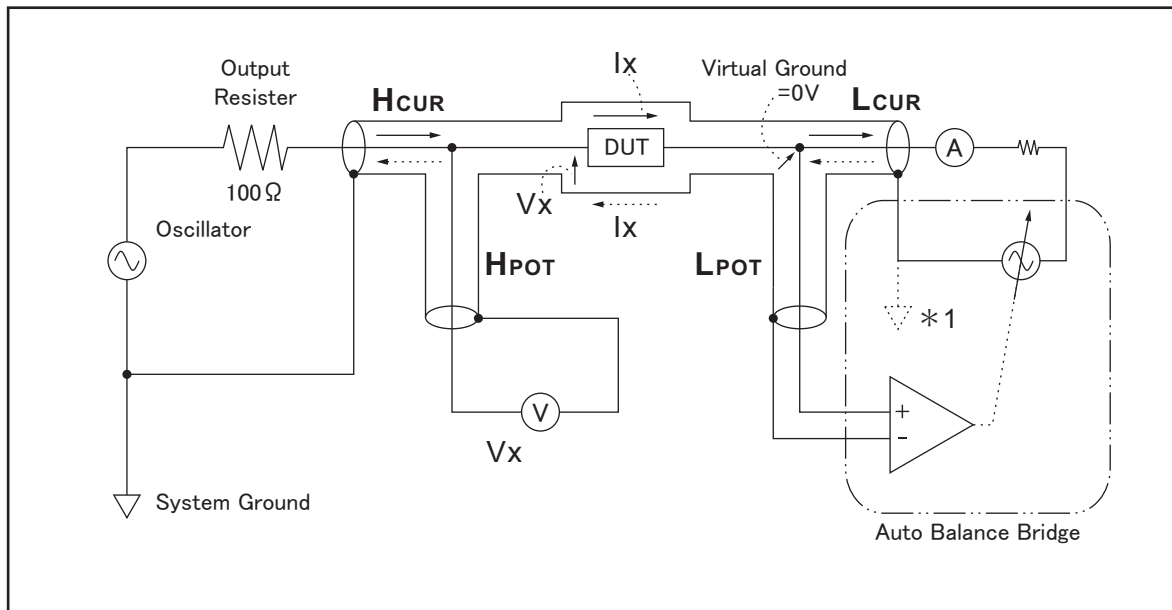 Output
Resister
HCUR
Ix
Virtual Ground
=0V
LCUR
100Ω
DUT
A
Oscillator
Vx
Ix
HPOT
LPOT
*1
V
Vx
+
-
System Ground
Auto Balance Bridge